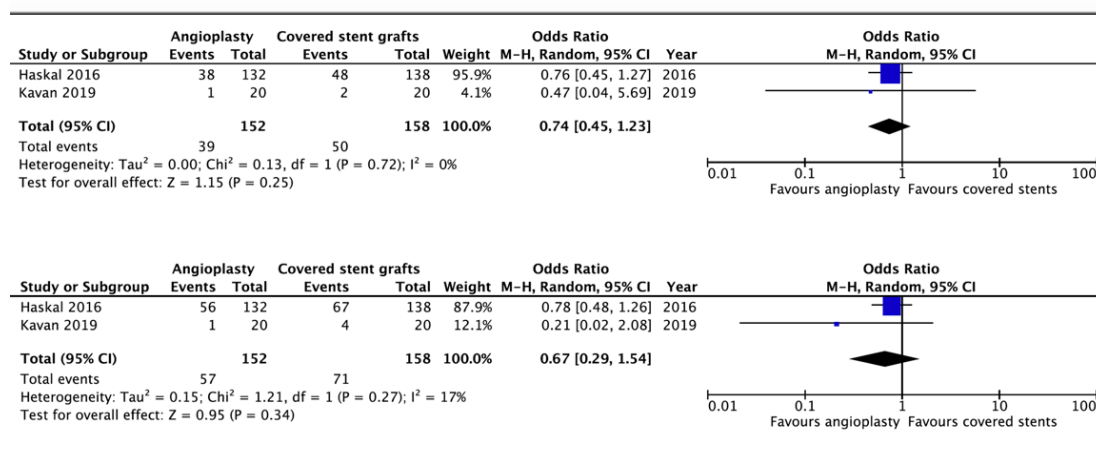 Angioplasty Covered stent grafts Odds Ratio Odds Ratio
Study or Subgroup Events Total Events Total Weight M-H, Random, 95% CI Year M-H, Random, 95% CI
Haskal 2016 38 132 48 138 95.9% 0.76 [0.45, 1.27] 2016
Kavan 2019 1 20 2 20 4.1% 0.47 [0.04, 5.69] 2019
Total (95% CI) 152 158 100.0% 0.74 [0.45, 1.23]
Total events 39 50
Heterogeneity: Tau² = 0.00; Chi² = 0.13, df = 1 (P = 0.72); I² = 0%
Test for overall effect: Z = 1.15 (P = 0.25)
0.01 0.1 1 10 100
Favours angioplasty Favours covered stents
Angioplasty Covered stent grafts Odds Ratio Odds Ratio
Study or Subgroup Events Total Events Total Weight M-H, Random, 95% CI Year M-H, Random, 95% CI
Haskal 2016 56 132 67 138 87.9% 0.78 [0.48, 1.26] 2016
Kavan 2019 1 20 4 20 12.1% 0.21 [0.02, 2.08] 2019
Total (95% CI) 152 158 100.0% 0.67 [0.29, 1.54]
Total events 57 71
Heterogeneity: Tau² = 0.15; Chi² = 1.21, df = 1 (P = 0.27); I² = 17%
Test for overall effect: Z = 0.95 (P = 0.34)
0.01 0.1 1 10 100
Favours angioplasty Favours covered stents